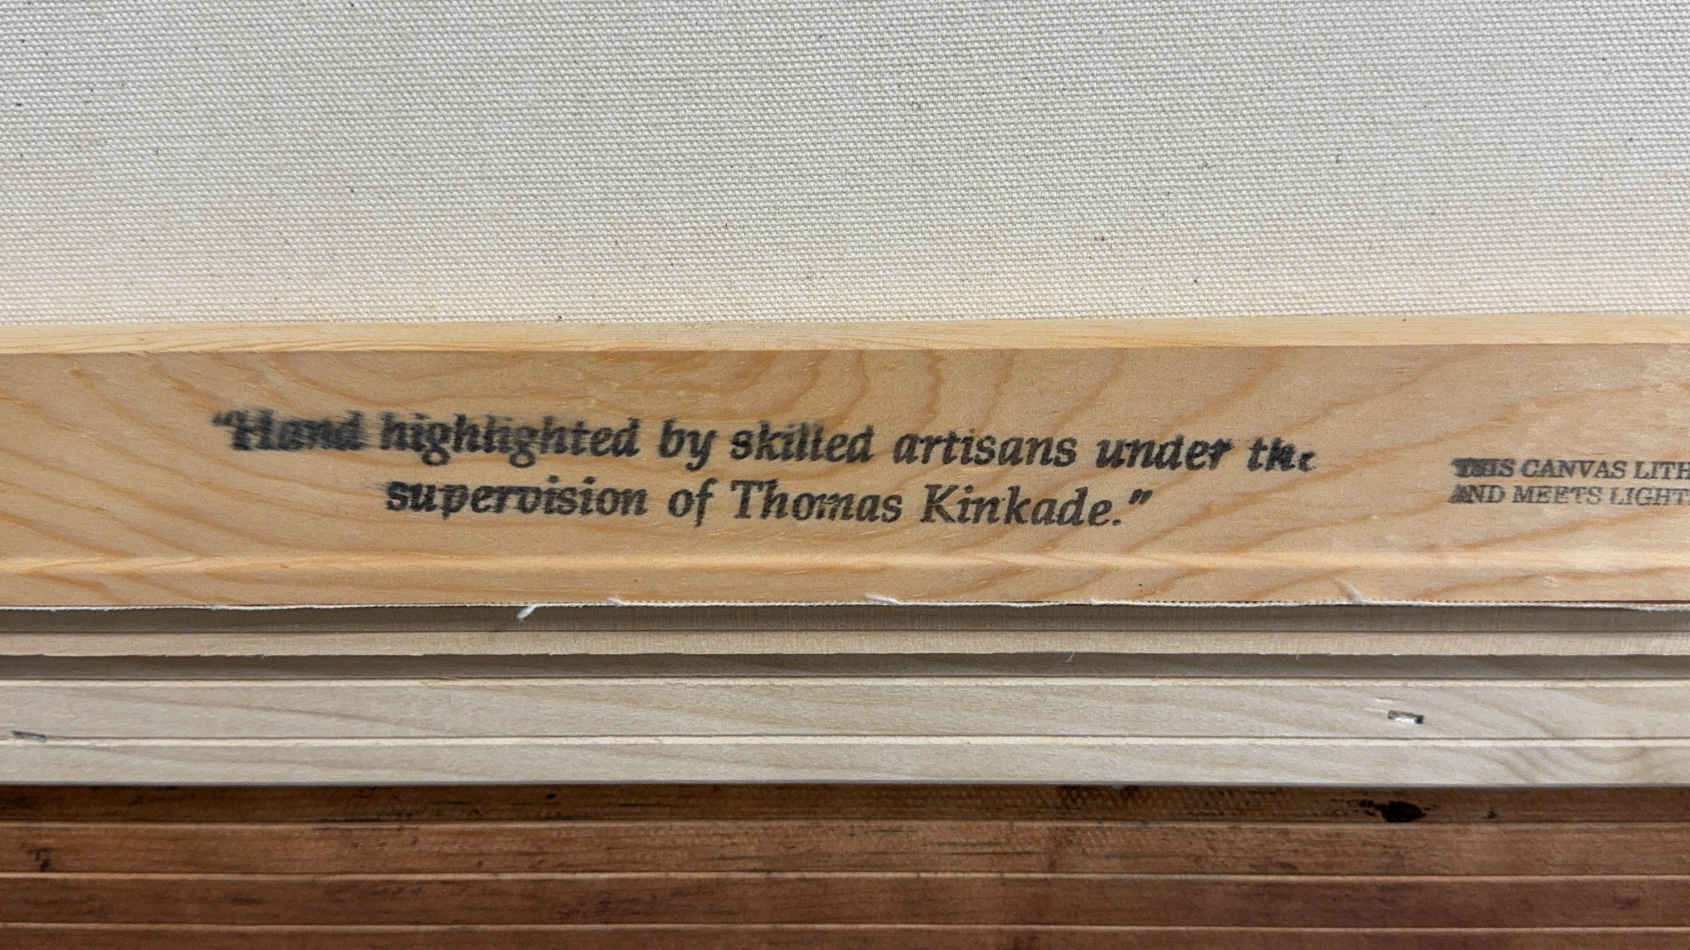 “Hand highlighted by skilled artisans under the
supervision of Thomas Kinkade.”
THIS CANVAS LITH
AND MEETS LIGHT